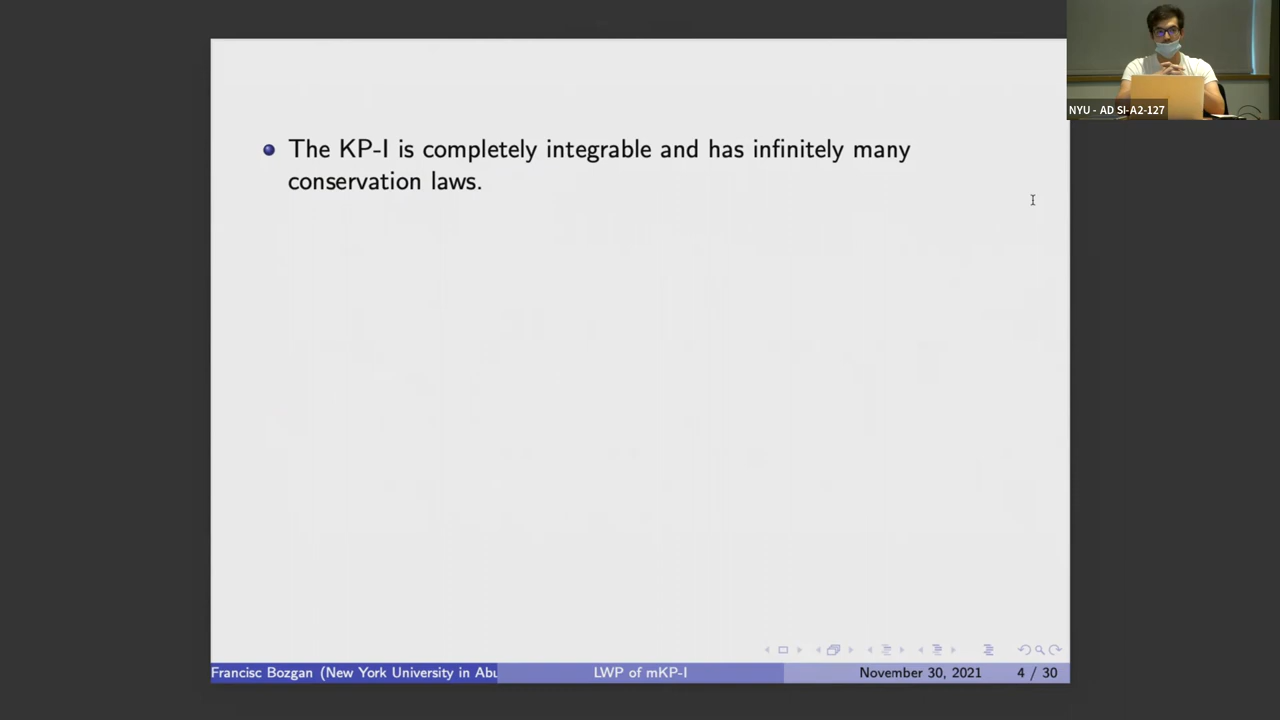 NYU - AD SI-A2-127
The KP-I is completely integrable and has infinitely many
conservation laws.
Francisc Bozgan (New York University in Abu
LWP of mKP-I
November 30, 2021
4 / 30